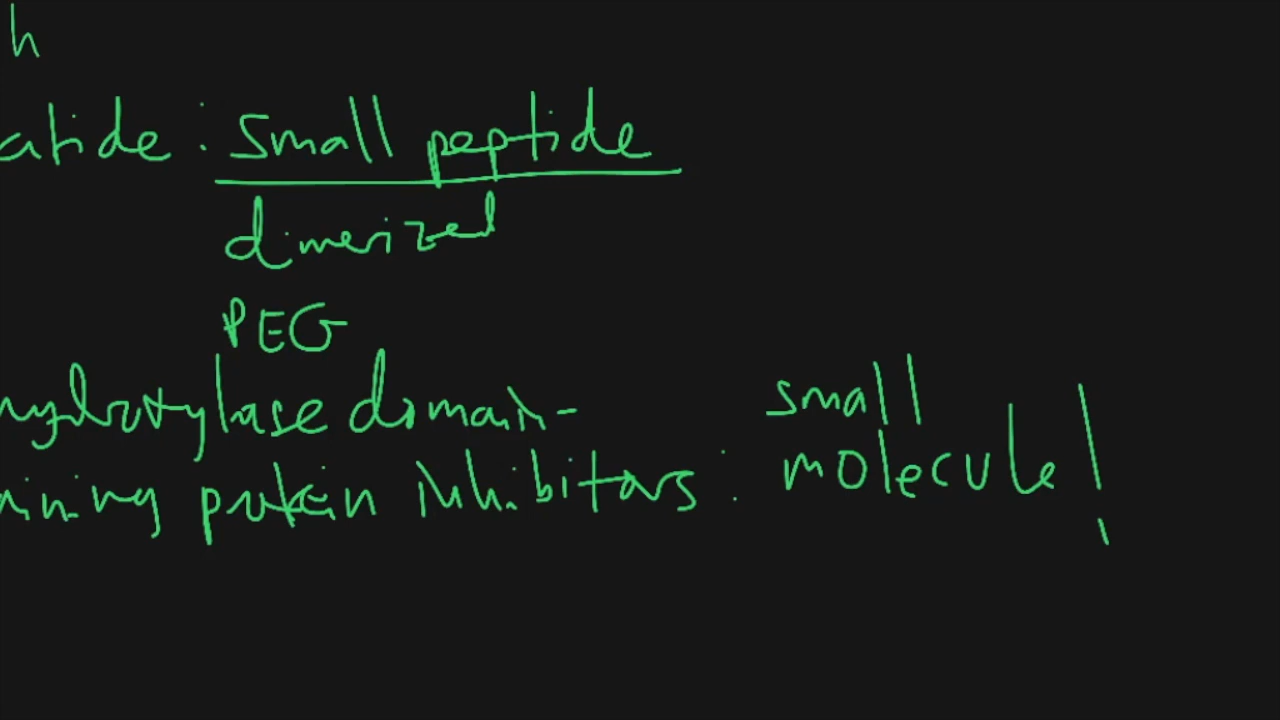 h
atide: small peptide
dimerized
PEG
hydroxylase domain-
small
ining protein inhibitors: molecule!